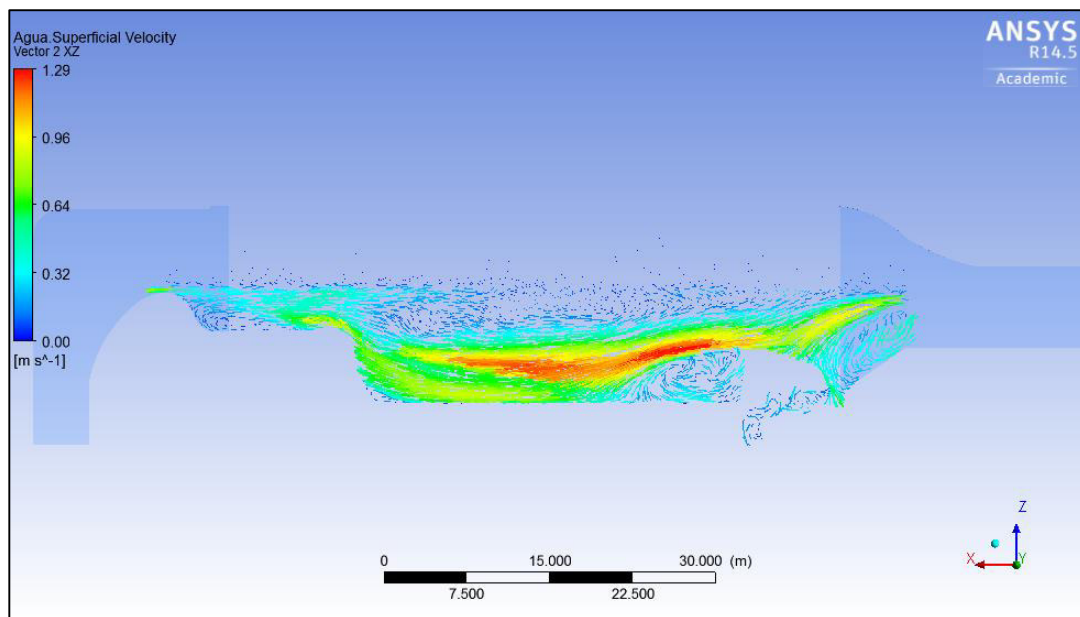 Agua.Superficial Velocity
Vector 2 XZ
1.29
0.96
0.64
0.32
0.00
[m s^-1]
ANSYS
R14.5
Academic
0 15.000 30.000 (m)
7.500 22.500
Z
X Y